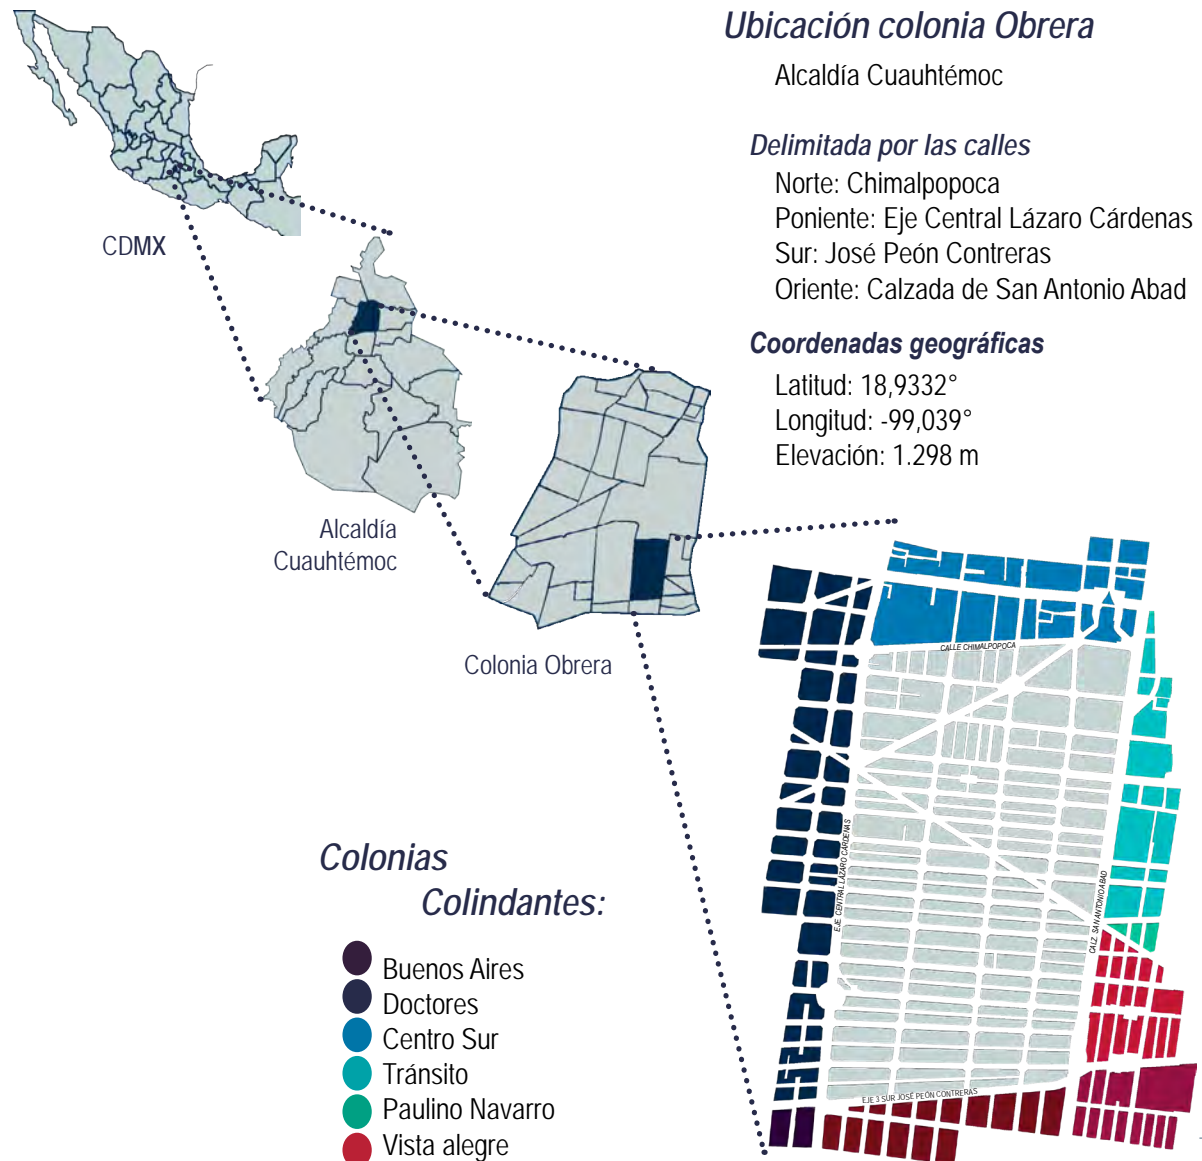 Ubicación colonia Obrera
Alcaldía Cuauhtémoc
Delimitada por las calles
Norte: Chimalpopoca
Poniente: Eje Central Lázaro Cárdenas
Sur: José Peón Contreras
Oriente: Calzada de San Antonio Abad
Coordenadas geográficas
Latitud: 18,9332°
Longitud: -99,039°
Elevación: 1.298 m
CDMX
Alcaldía
Cuauhtémoc
Colonia Obrera
CALLE CHIMALPOPOCA
EJE CENTRAL LÁZARO CÁRDENAS
CALZ. SAN ANTONIO ABAD
EJE 3 SUR JOSÉ PEÓN CONTRERAS
Colonias
Colindantes:
Buenos Aires
Doctores
Centro Sur
Tránsito
Paulino Navarro
Vista alegre